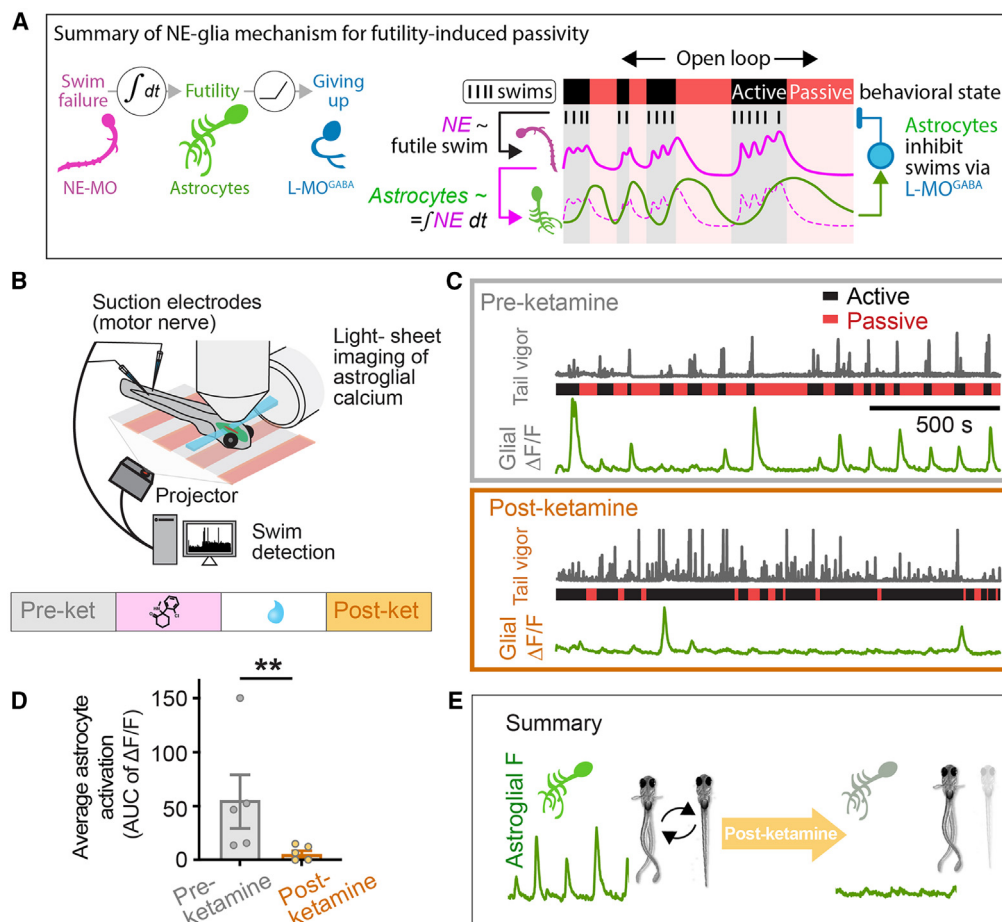 A
Summary of NE-glia mechanism for futility-induced passivity
Swim failure
∫ dt
Futility
Giving up
NE-MO
Astrocytes
L-MO^GABA
Open loop
swims
Active
Passive
behavioral state
NE ~
futile swim
Astrocytes ~
=∫NE dt
Astrocytes
inhibit
swims via
L-MO^GABA
B
Suction electrodes
(motor nerve)
Light- sheet
imaging of
astroglial
calcium
Projector
Swim
detection
Pre-ket
Post-ket
C
Pre-ketamine
Active
Passive
Tail vigor
500 s
Glial
ΔF/F
Post-ketamine
Tail vigor
Glial
ΔF/F
D
**
Average astrocyte
activation
(AUC of ΔF/F)
150
100
50
0
Pre-
ketamine
Post-
ketamine
E
Summary
Astroglial F
Post-ketamine